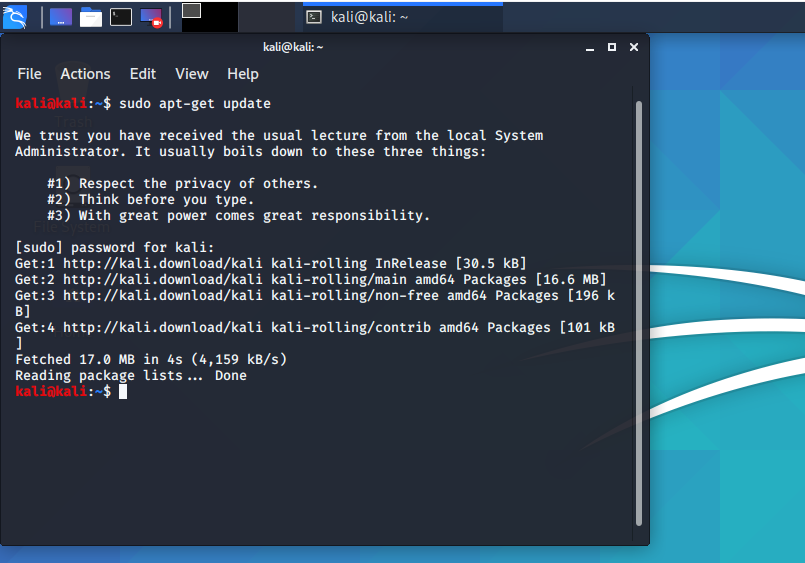 kali@kali: ~
kali@kali: ~
File Actions Edit View Help
kali@kali:~$ sudo apt-get update
We trust you have received the usual lecture from the local System
Administrator. It usually boils down to these three things:
#1) Respect the privacy of others.
#2) Think before you type.
#3) With great power comes great responsibility.
[sudo] password for kali:
Get:1 http://kali.download/kali kali-rolling InRelease [30.5 kB]
Get:2 http://kali.download/kali kali-rolling/main amd64 Packages [16.6 MB]
Get:3 http://kali.download/kali kali-rolling/non-free amd64 Packages [196 k
B]
Get:4 http://kali.download/kali kali-rolling/contrib amd64 Packages [101 kB
]
Fetched 17.0 MB in 4s (4,159 kB/s)
Reading package lists... Done
kali@kali:~$
Trash
File System